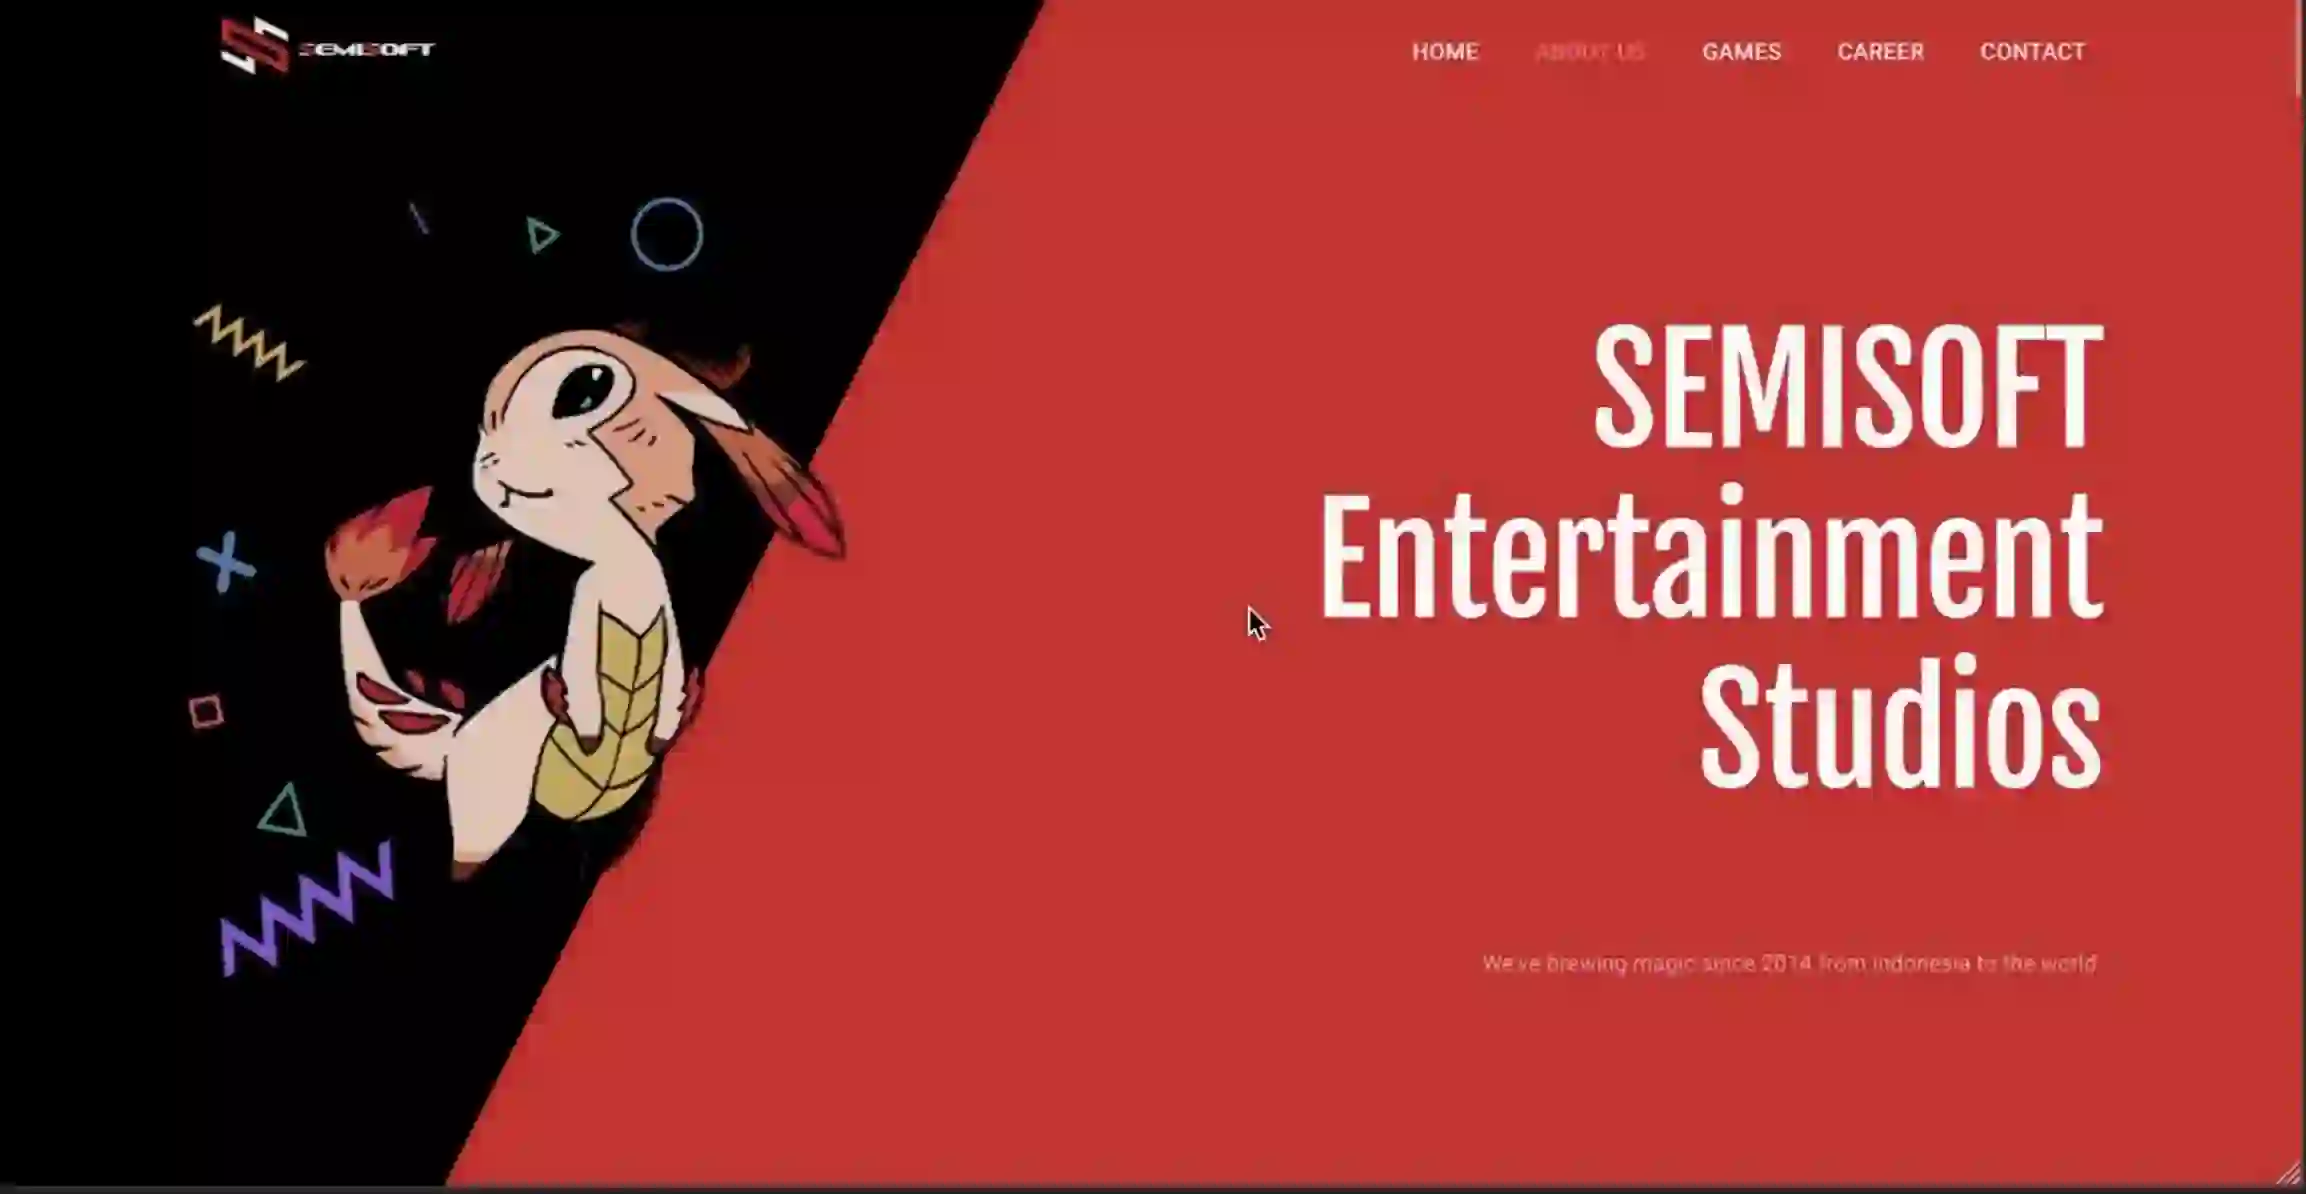 SEMISOFT
HOME ABOUT US GAMES CAREER CONTACT
SEMISOFT
Entertainment
Studios
We've brewing magic since 2014 from Indonesia to the world